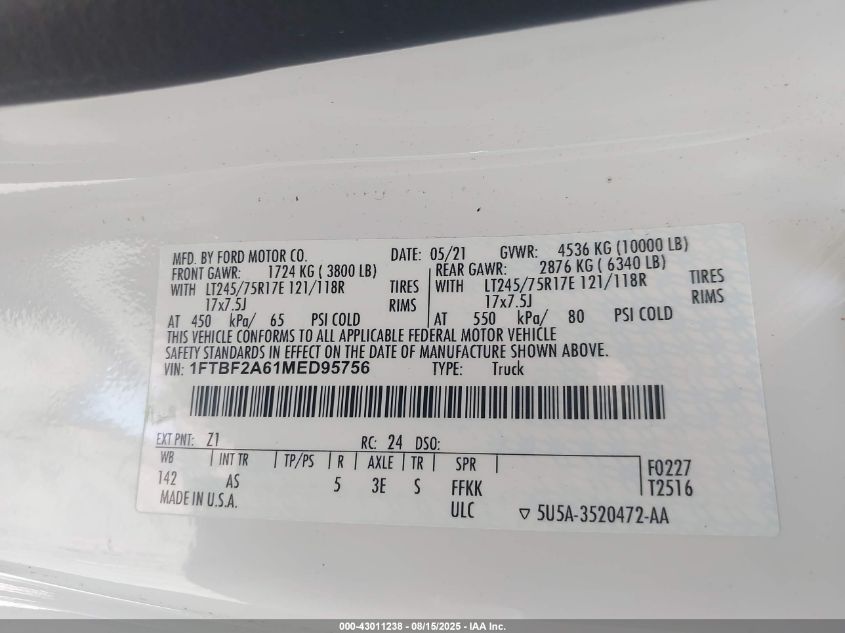 MFD. BY FORD MOTOR CO. DATE: 05/21 GVWR: 4536 KG (10000 LB)
FRONT GAWR: 1724 KG ( 3800 LB) REAR GAWR: 2876 KG ( 6340 LB)
WITH LT245/75R17E 121/118R TIRES WITH LT245/75R17E 121/118R TIRES
17x7.5J RIMS 17x7.5J RIMS
AT 450 kPa/ 65 PSI COLD AT 550 kPa/ 80 PSI COLD
THIS VEHICLE CONFORMS TO ALL APPLICABLE FEDERAL MOTOR VEHICLE
SAFETY STANDARDS IN EFFECT ON THE DATE OF MANUFACTURE SHOWN ABOVE.
VIN: 1FTBF2A61MED95756 TYPE: Truck
EXT PNT: Z1 RC: 24 DSO:
WB INT TR TP/PS R AXLE TR SPR F0227
142 AS 5 3E S FFKK T2516
MADE IN U.S.A. ULC ▽ 5U5A-3520472-AA
000-43011238 - 08/15/2025 - IAA Inc.